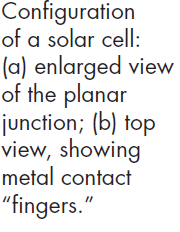 Configuration
of a solar cell:
(a) enlarged view
of the planar
junction; (b) top
view, showing
metal contact
“fingers.”